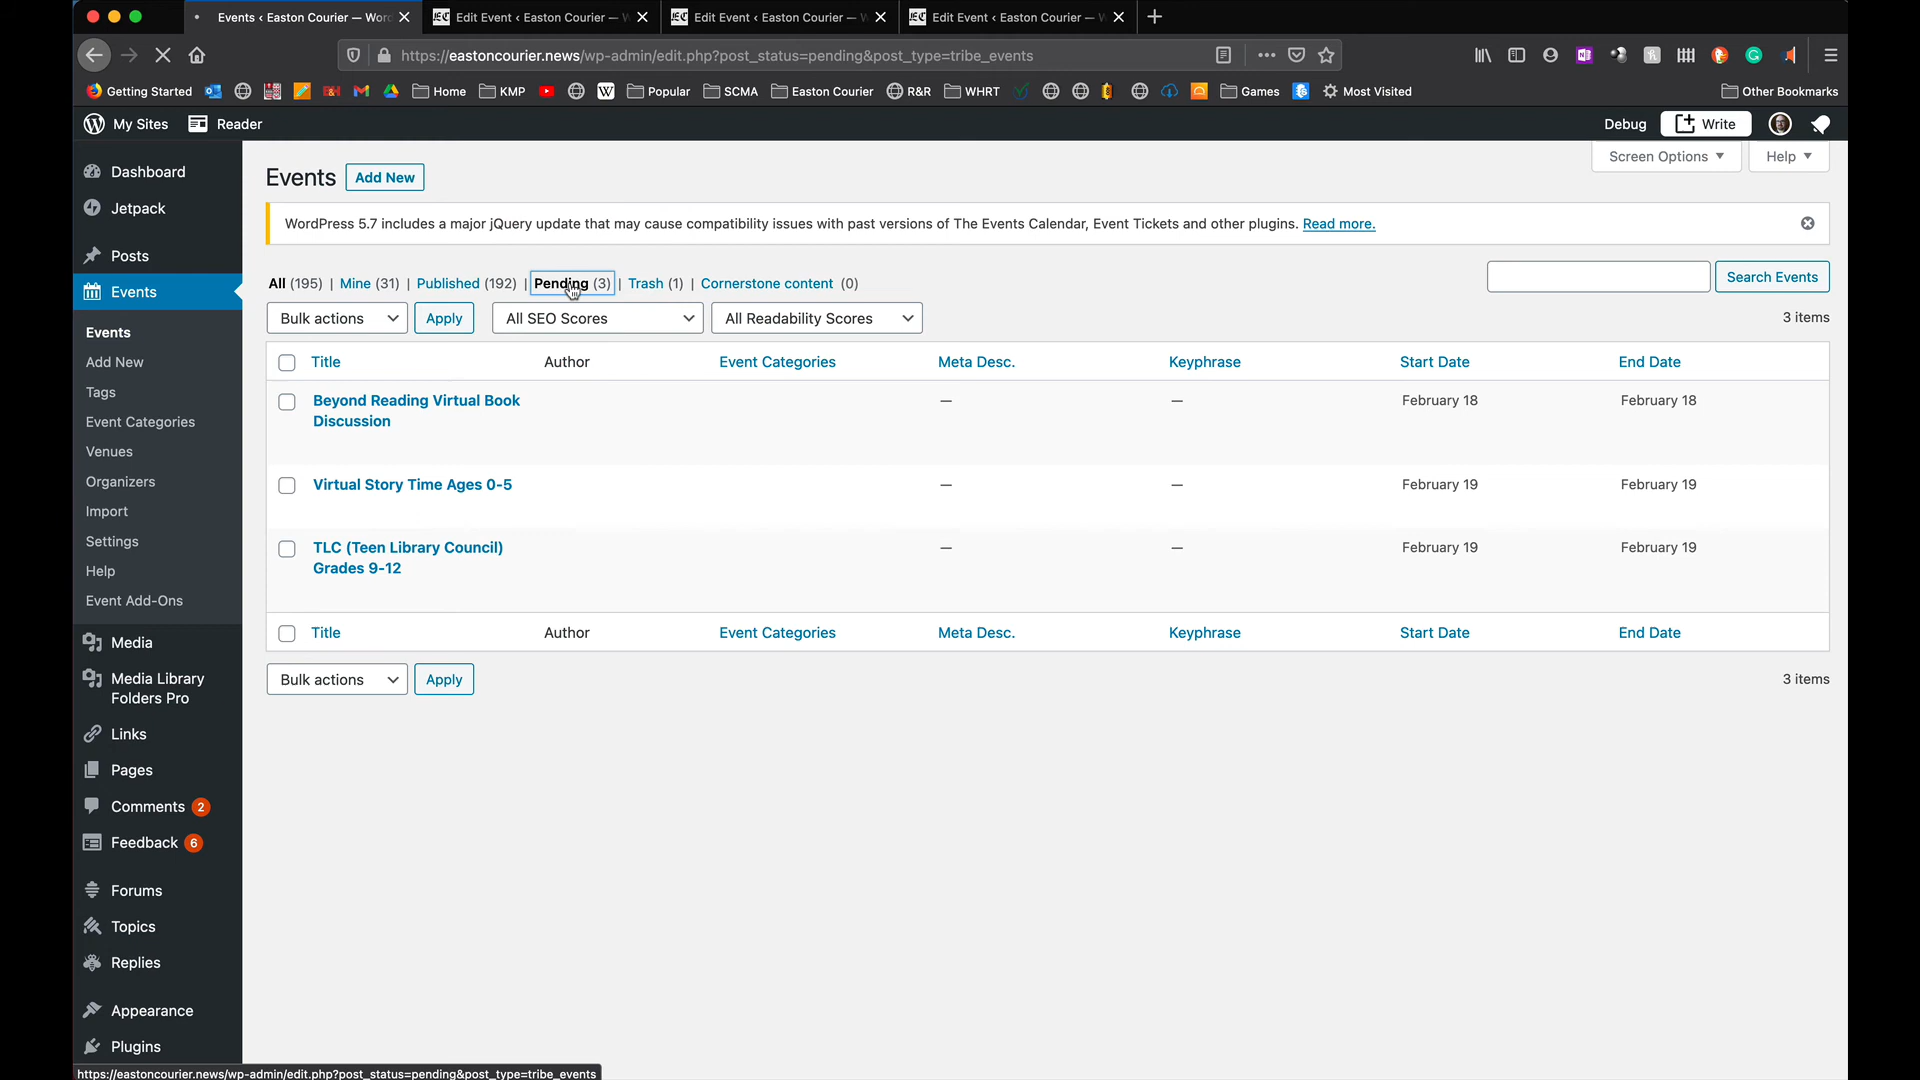 Events ‹ Easton Courier — Wor
Edit Event ‹ Easton Courier —
Edit Event ‹ Easton Courier —
Edit Event ‹ Easton Courier — W
https://eastoncourier.news/wp-admin/edit.php?post_status=pending&post_type=tribe_events
Getting Started
Home
KMP
W
Popular
SCMA
Easton Courier
R&R
WHRT
Games
Most Visited
Other Bookmarks
My Sites
Reader
Debug
Write
Screen Options
Help
Dashboard
Jetpack
Posts
Events
Events
Add New
Tags
Event Categories
Venues
Organizers
Import
Settings
Help
Event Add-Ons
Media
Media Library
Folders Pro
Links
Pages
Comments 2
Feedback 6
Forums
Topics
Replies
Appearance
Plugins
Events Add New
WordPress 5.7 includes a major jQuery update that may cause compatibility issues with past versions of The Events Calendar, Event Tickets and other plugins. Read more.
All (195) | Mine (31) | Published (192) | Pending (3) | Trash (1) | Cornerstone content (0)
Search Events
Bulk actions Apply All SEO Scores All Readability Scores 3 items
Title Author Event Categories Meta Desc. Keyphrase Start Date End Date
Beyond Reading Virtual Book — — February 18 February 18
Discussion
Virtual Story Time Ages 0-5 — — February 19 February 19
TLC (Teen Library Council) — — February 19 February 19
Grades 9-12
Title Author Event Categories Meta Desc. Keyphrase Start Date End Date
Bulk actions Apply 3 items
https://eastoncourier.news/wp-admin/edit.php?post_status=pending&post_type=tribe_events